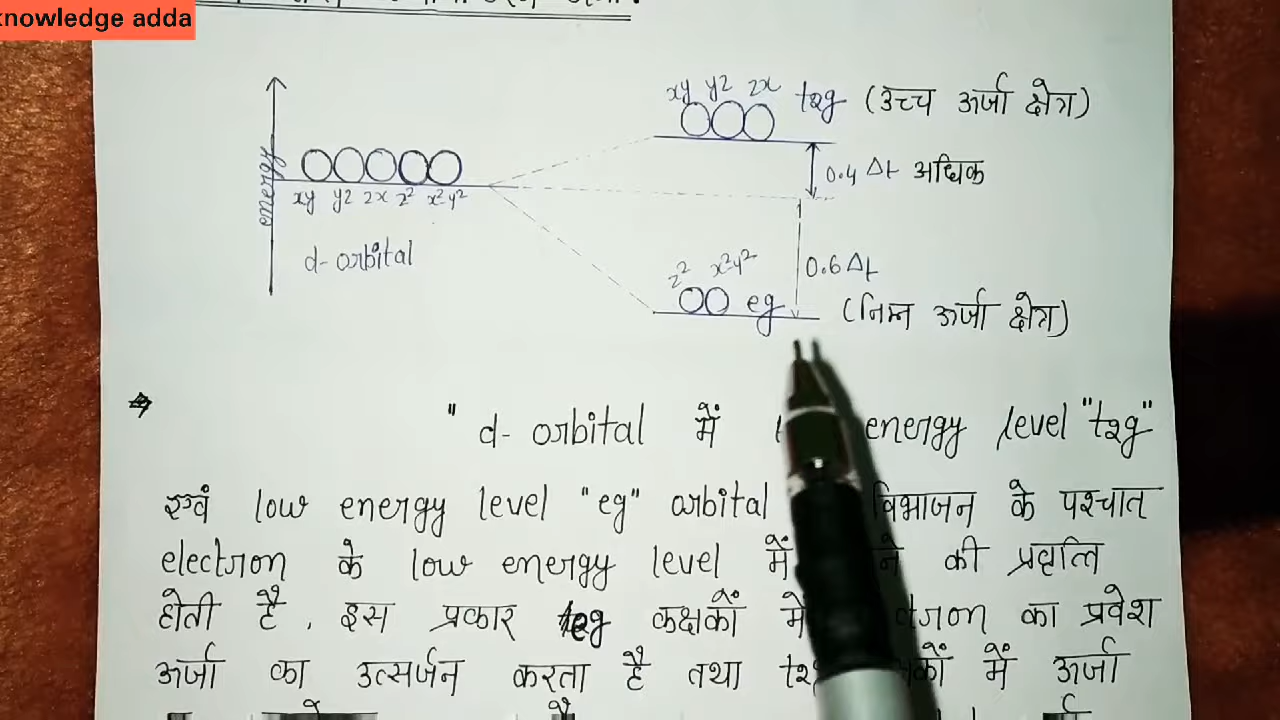 knowledge adda
xy yz zx t2g (उच्च ऊर्जा क्षेत्र)
0.4 Δt अधिक
xy yz zx z² x²y²
d-orbital
0.6 Δt
z² x²y²
eg (निम्न ऊर्जा क्षेत्र)
" d- orbital में energy level "t2g"
एवं low energy level "eg" orbital विभाजन के पश्चात
electron के low energy level में की प्रवृत्ति
होती है, इस प्रकार eg कक्षकों में का प्रवेश
ऊर्जा का उत्सर्जन करता है तथा में ऊर्जा